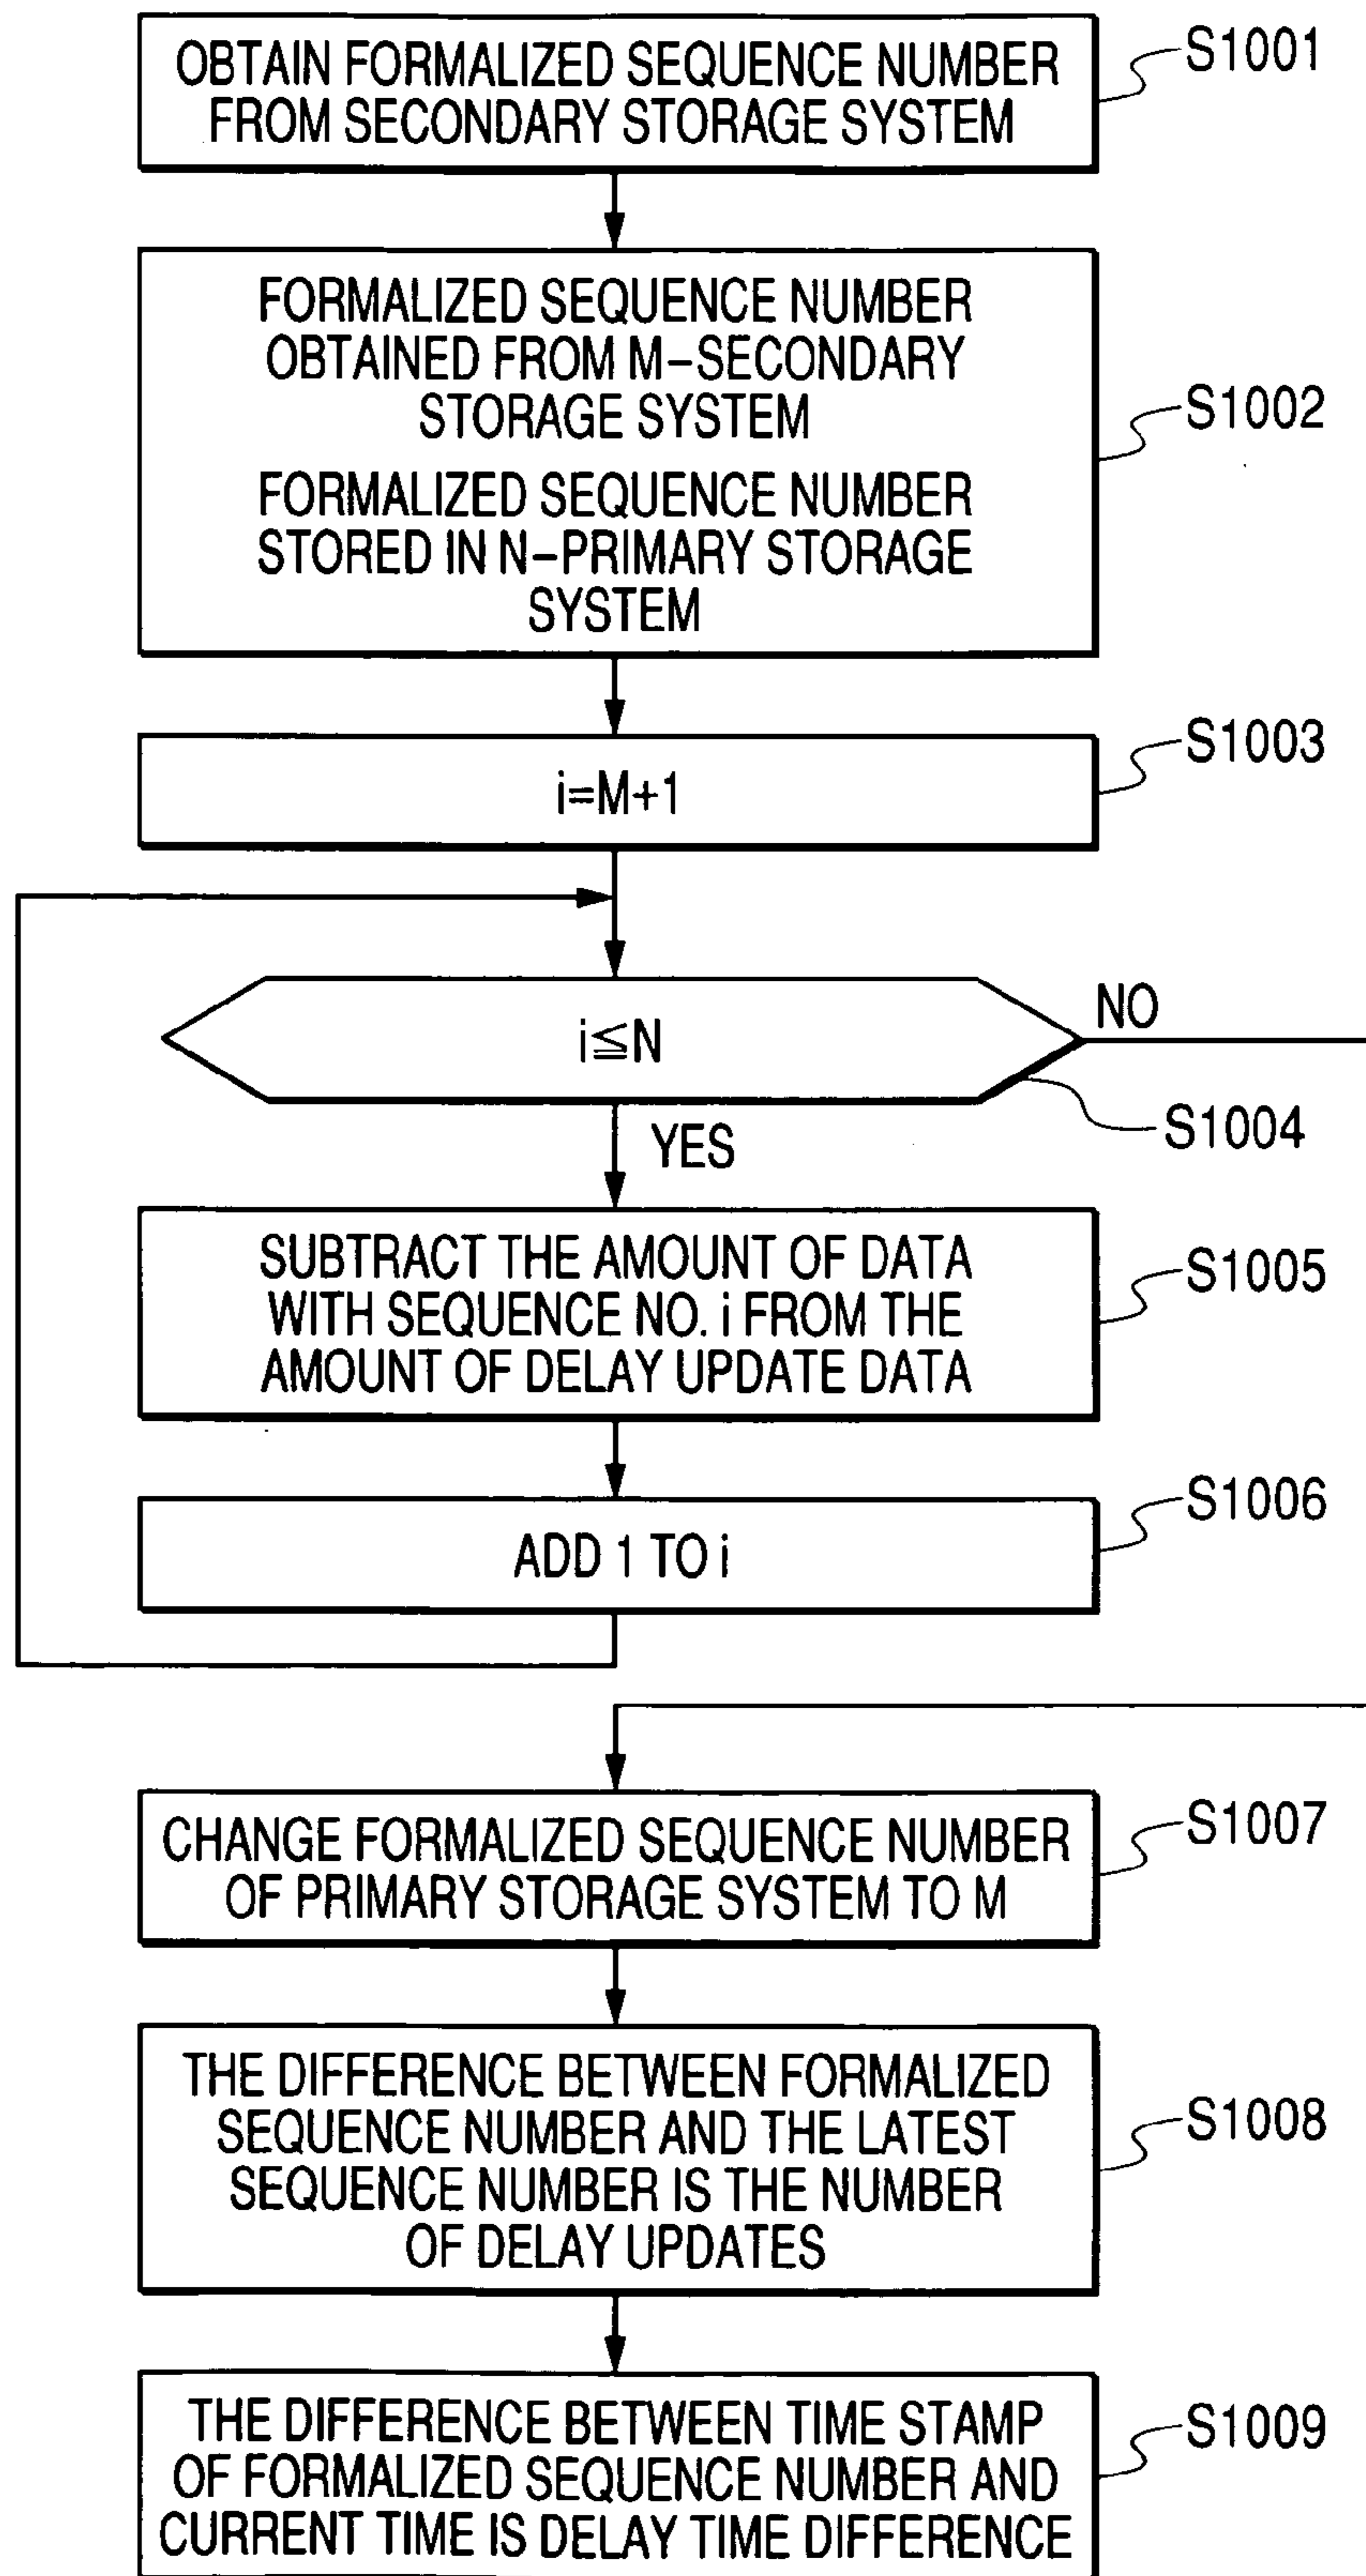 OBTAIN FORMALIZED SEQUENCE NUMBER
FROM SECONDARY STORAGE SYSTEM
S1001
FORMALIZED SEQUENCE NUMBER
OBTAINED FROM M-SECONDARY
STORAGE SYSTEM
FORMALIZED SEQUENCE NUMBER
STORED IN N-PRIMARY STORAGE
SYSTEM
S1002
i=M+1
S1003
i≦N
NO
S1004
YES
SUBTRACT THE AMOUNT OF DATA
WITH SEQUENCE NO. i FROM THE
AMOUNT OF DELAY UPDATE DATA
S1005
ADD 1 TO i
S1006
CHANGE FORMALIZED SEQUENCE NUMBER
OF PRIMARY STORAGE SYSTEM TO M
S1007
THE DIFFERENCE BETWEEN FORMALIZED
SEQUENCE NUMBER AND THE LATEST
SEQUENCE NUMBER IS THE NUMBER
OF DELAY UPDATES
S1008
THE DIFFERENCE BETWEEN TIME STAMP
OF FORMALIZED SEQUENCE NUMBER AND
CURRENT TIME IS DELAY TIME DIFFERENCE
S1009